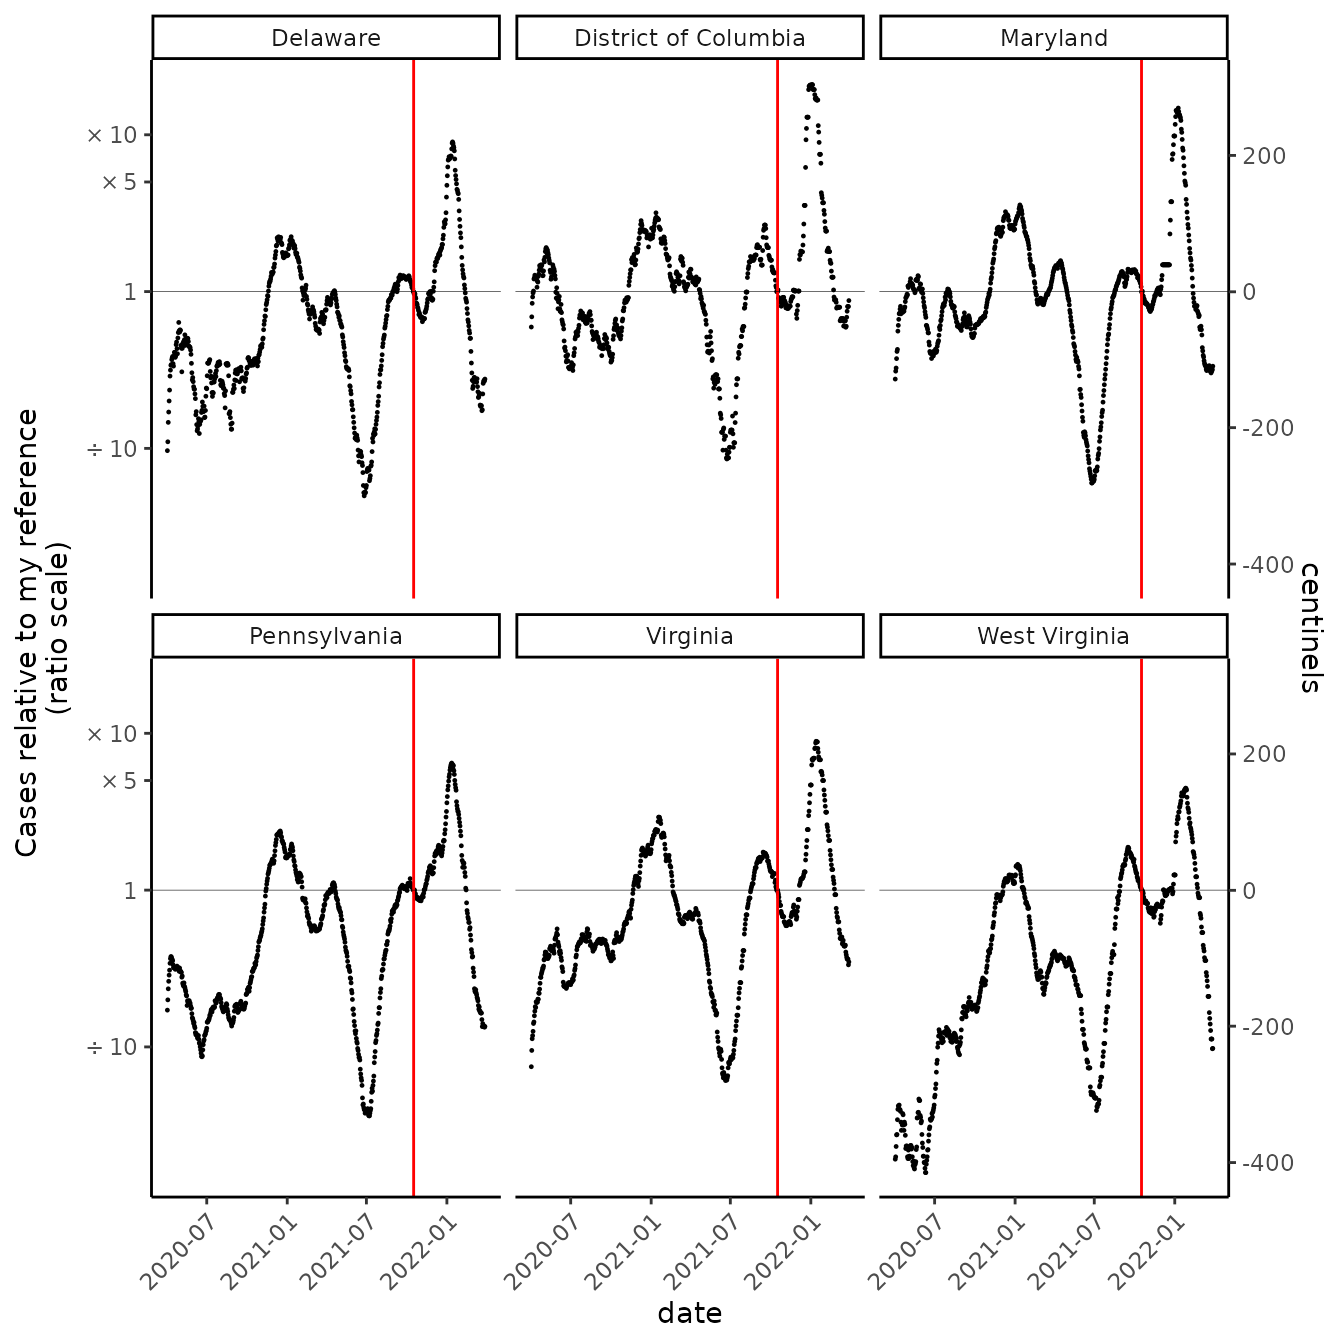 Delaware
District of Columbia
Maryland
× 10
× 5
1
÷ 10
200
0
-200
-400
Pennsylvania
Virginia
West Virginia
× 10
× 5
1
÷ 10
200
0
-200
-400
Cases relative to my reference
(ratio scale)
centinels
2020-07
2021-01
2021-07
2022-01
2020-07
2021-01
2021-07
2022-01
2020-07
2021-01
2021-07
2022-01
date